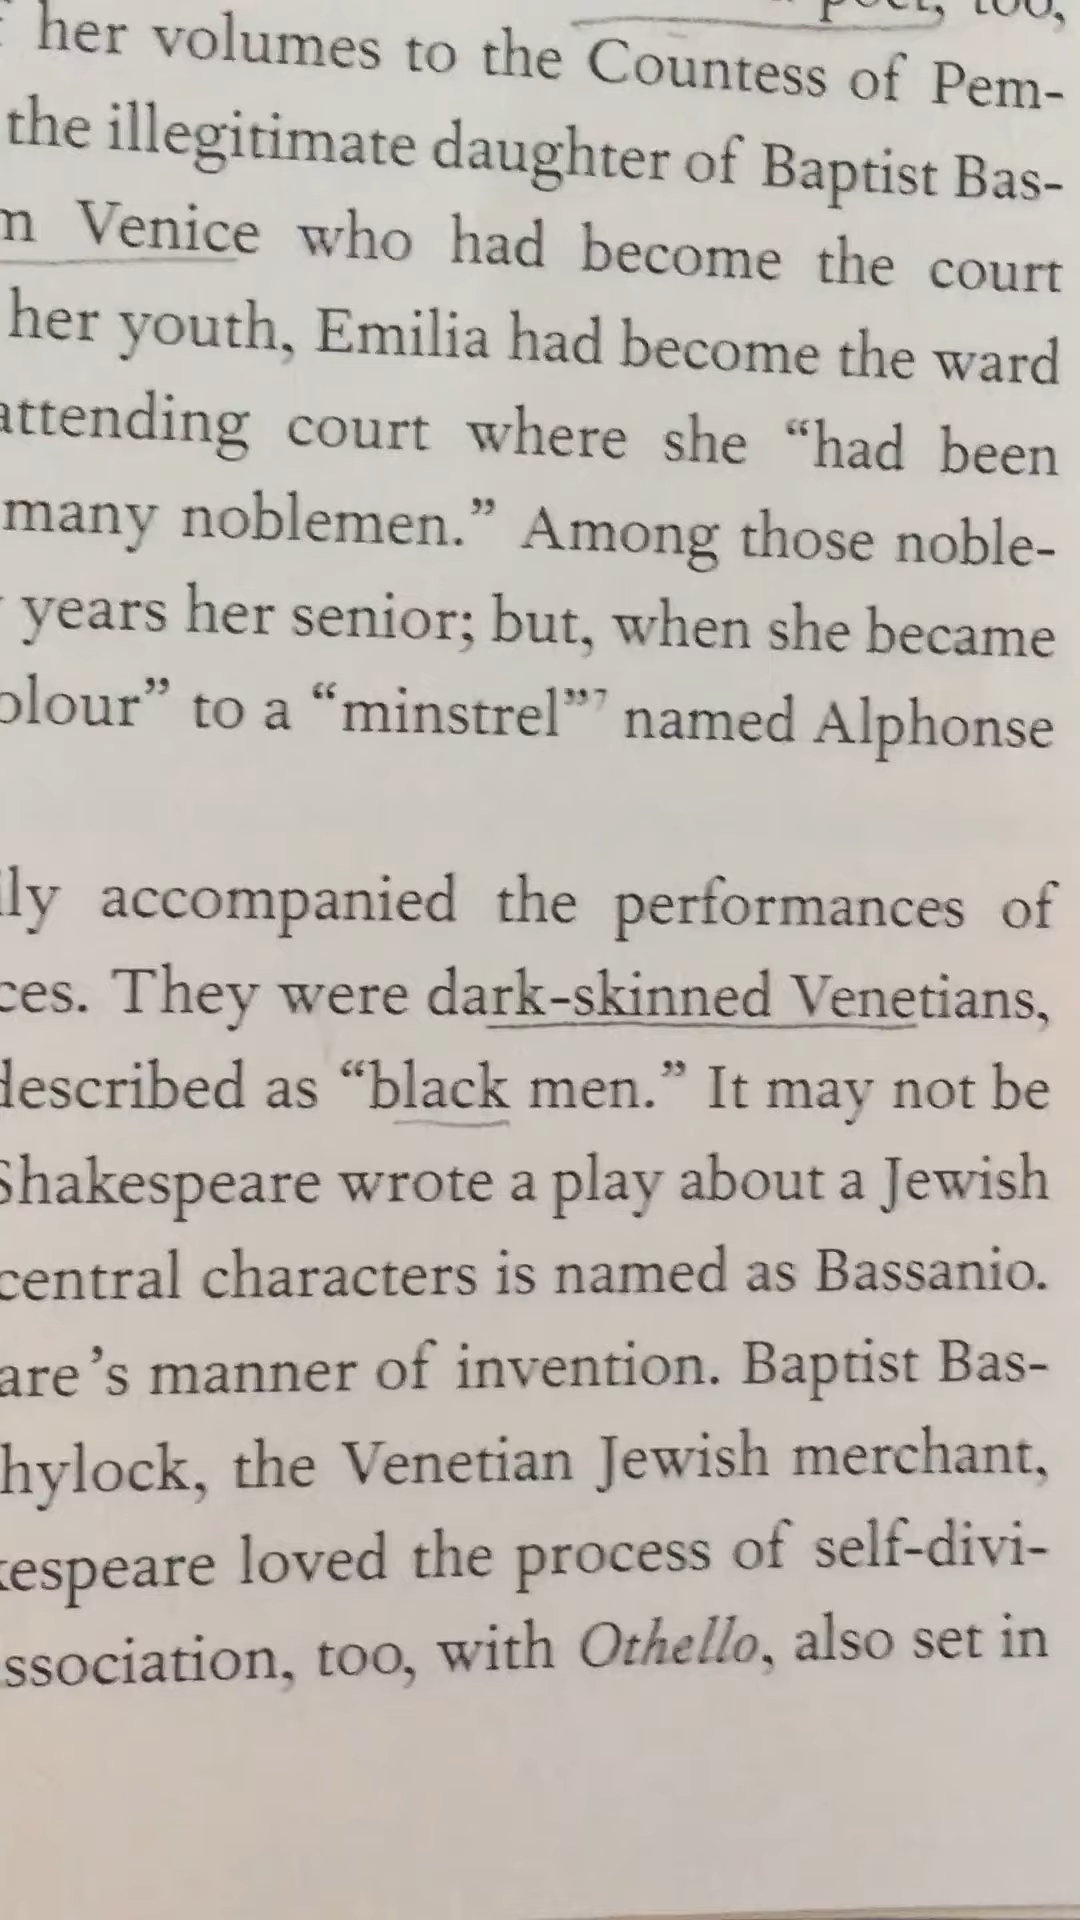 too,
her volumes to the Countess of Pem-
the illegitimate daughter of Baptist Bas-
Venice who had become the court
her youth, Emilia had become the ward
attending court where she “had been
many noblemen.” Among those noble-
years her senior; but, when she became
olour” to a “minstrel”⁷ named Alphonse
ly accompanied the performances of
ces. They were dark-skinned Venetians,
described as “black men.” It may not be
Shakespeare wrote a play about a Jewish
central characters is named as Bassanio.
are’s manner of invention. Baptist Bas-
hylock, the Venetian Jewish merchant,
espeare loved the process of self-divi-
ssociation, too, with Othello, also set in